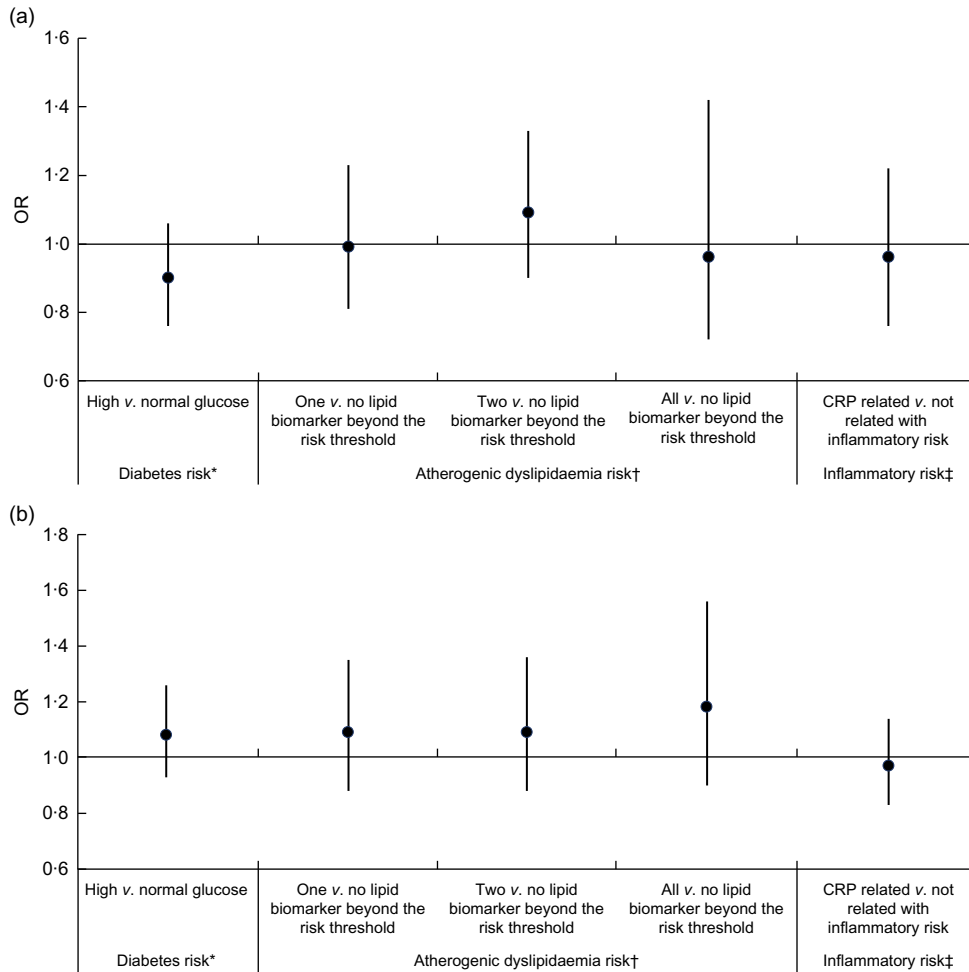 (a)
1·6
1·4
1·2
1·0
0·8
0·6
OR
High v. normal glucose
One v. no lipid
biomarker beyond the
risk threshold
Two v. no lipid
biomarker beyond the
risk threshold
All v. no lipid
biomarker beyond the
risk threshold
CRP related v. not
related with
inflammatory risk
Diabetes risk*
Atherogenic dyslipidaemia risk†
Inflammatory risk‡
(b)
1·8
1·6
1·4
1·2
1·0
0·8
0·6
OR
High v. normal glucose
One v. no lipid
biomarker beyond the
risk threshold
Two v. no lipid
biomarker beyond the
risk threshold
All v. no lipid
biomarker beyond the
risk threshold
CRP related v. not
related with
inflammatory risk
Diabetes risk*
Atherogenic dyslipidaemia risk†
Inflammatory risk‡